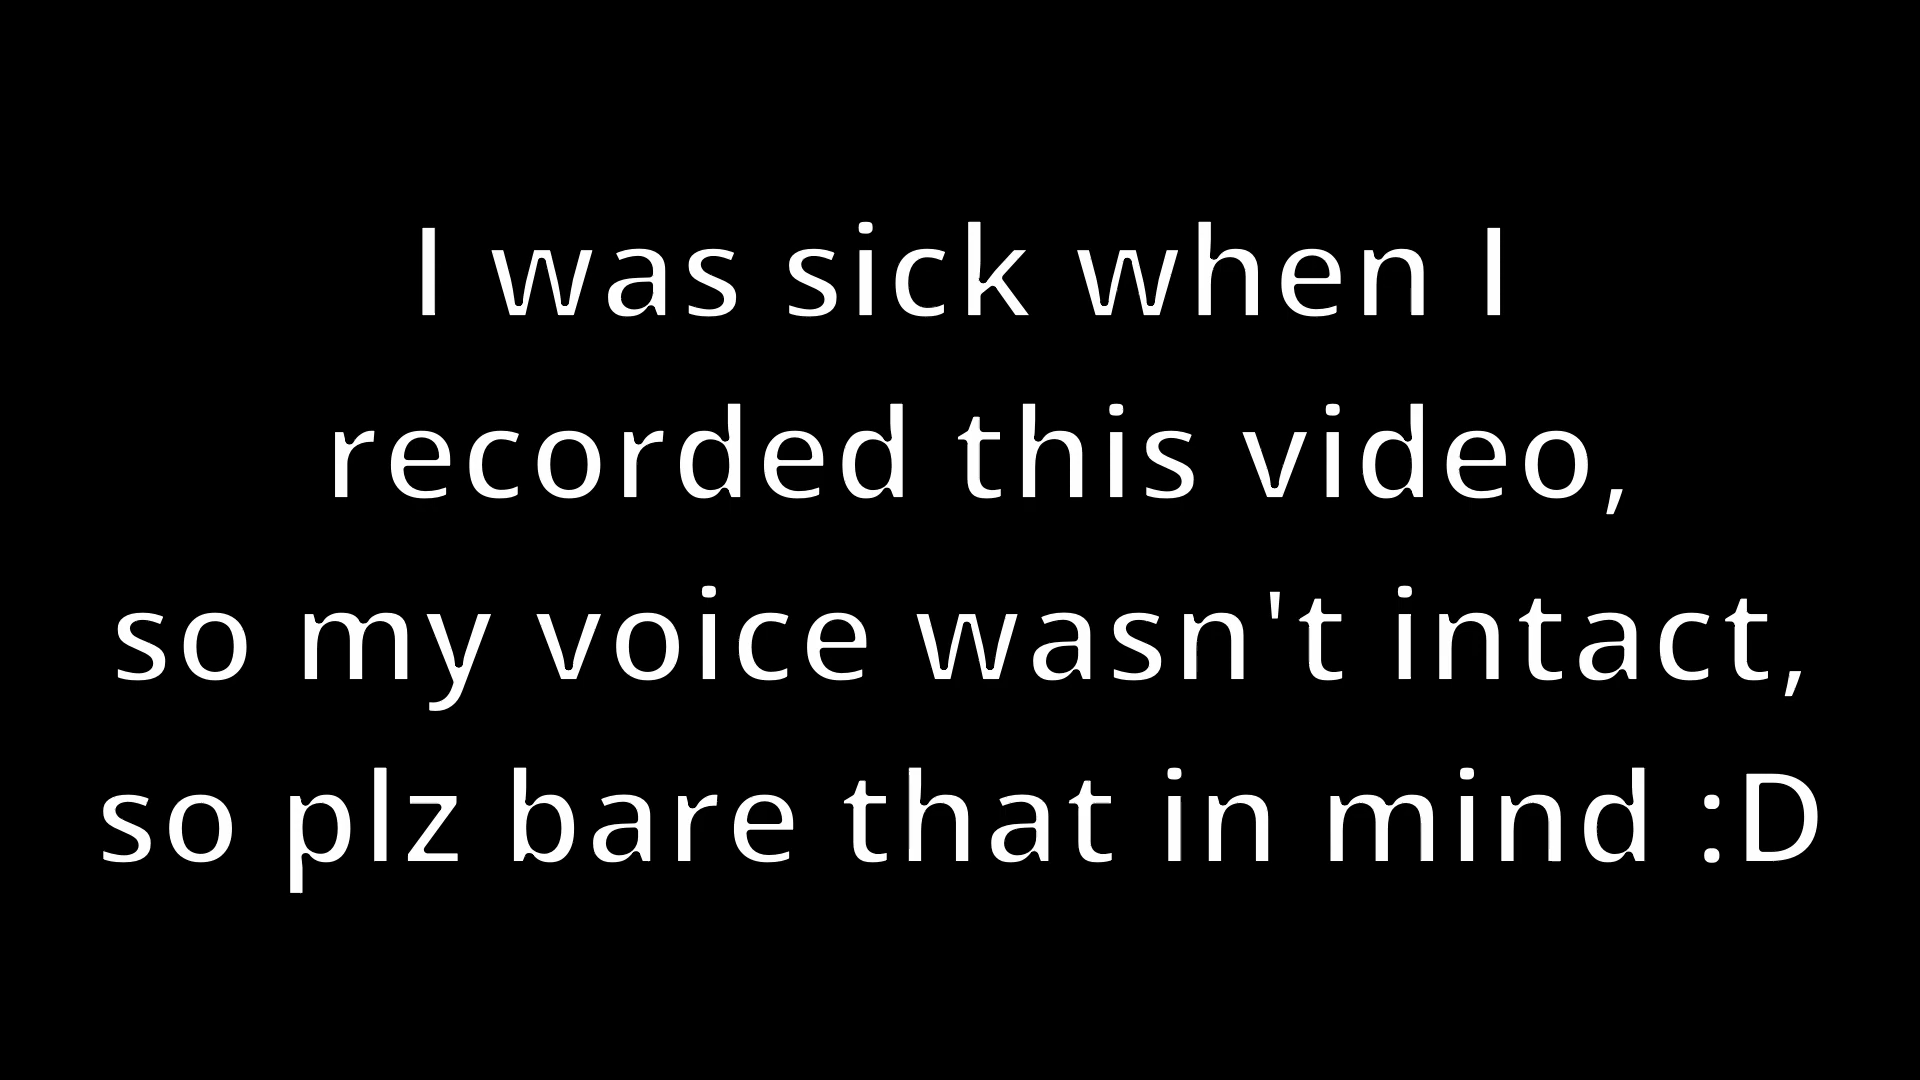 I was sick when I
recorded this video,
so my voice wasn't intact,
so plz bare that in mind :D